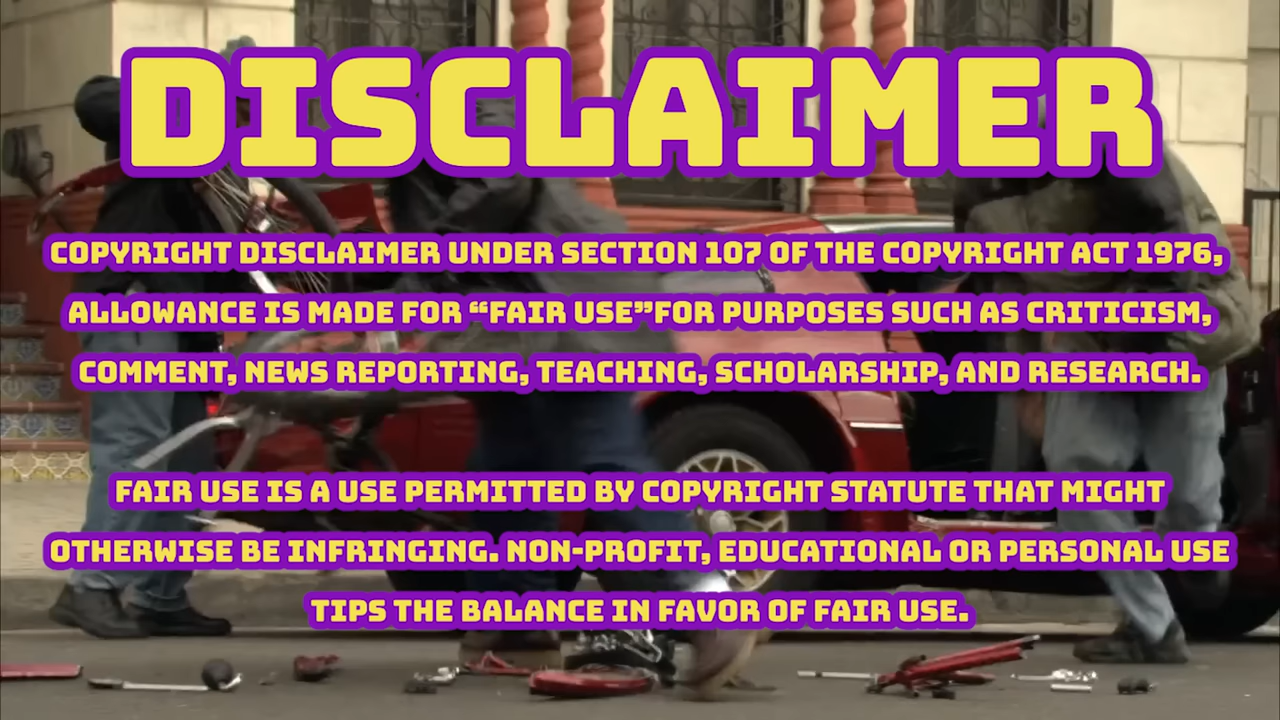 DISCLAIMER
COPYRIGHT DISCLAIMER UNDER SECTION 107 OF THE COPYRIGHT ACT 1976,
ALLOWANCE IS MADE FOR “FAIR USE”FOR PURPOSES SUCH AS CRITICISM,
COMMENT, NEWS REPORTING, TEACHING, SCHOLARSHIP, AND RESEARCH.
FAIR USE IS A USE PERMITTED BY COPYRIGHT STATUTE THAT MIGHT
OTHERWISE BE INFRINGING. NON-PROFIT, EDUCATIONAL OR PERSONAL USE
TIPS THE BALANCE IN FAVOR OF FAIR USE.